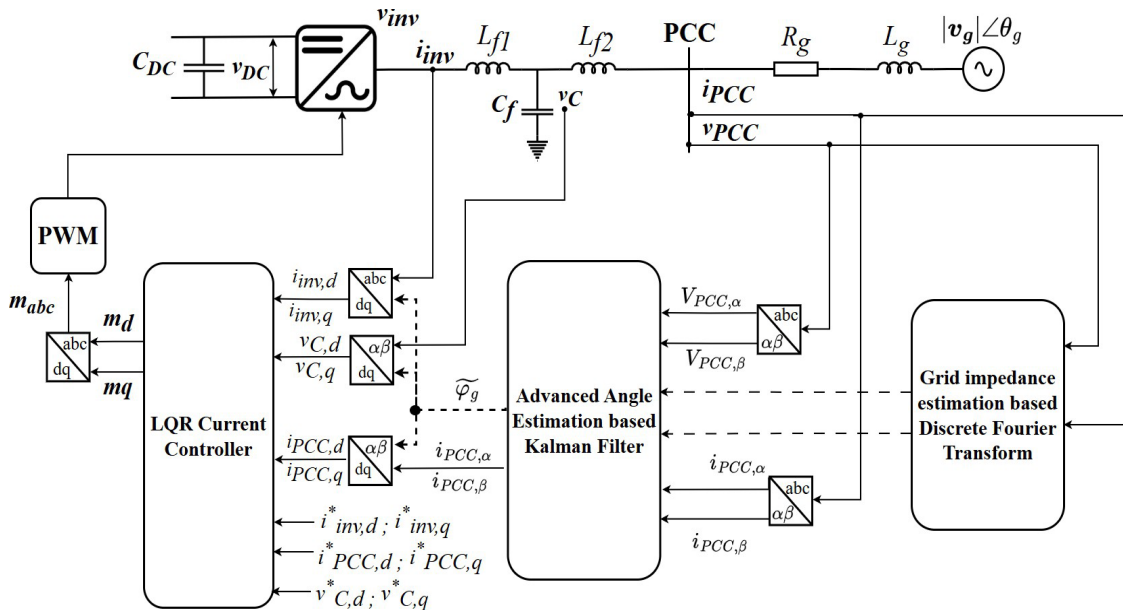 v_inv
i_inv
L_f1
L_f2
PCC
R_g
L_g
|v_g|∠θ_g
C_DC
v_DC
C_f
v_C
i_PCC
v_PCC
PWM
m_abc
m_d
mq
abc
dq
LQR Current
Controller
i_inv,d
i_inv,q
abc
dq
v_C,d
v_C,q
αβ
dq
i_PCC,d
i_PCC,q
αβ
dq
i*_inv,d ; i*_inv,q
i*_PCC,d ; i*_PCC,q
v*_C,d ; v*_C,q
φ̃_g
i_PCC,α
i_PCC,β
Advanced Angle
Estimation based
Kalman Filter
V_PCC,α
V_PCC,β
abc
αβ
i_PCC,α
i_PCC,β
abc
αβ
Grid impedance
estimation based
Discrete Fourier
Transform